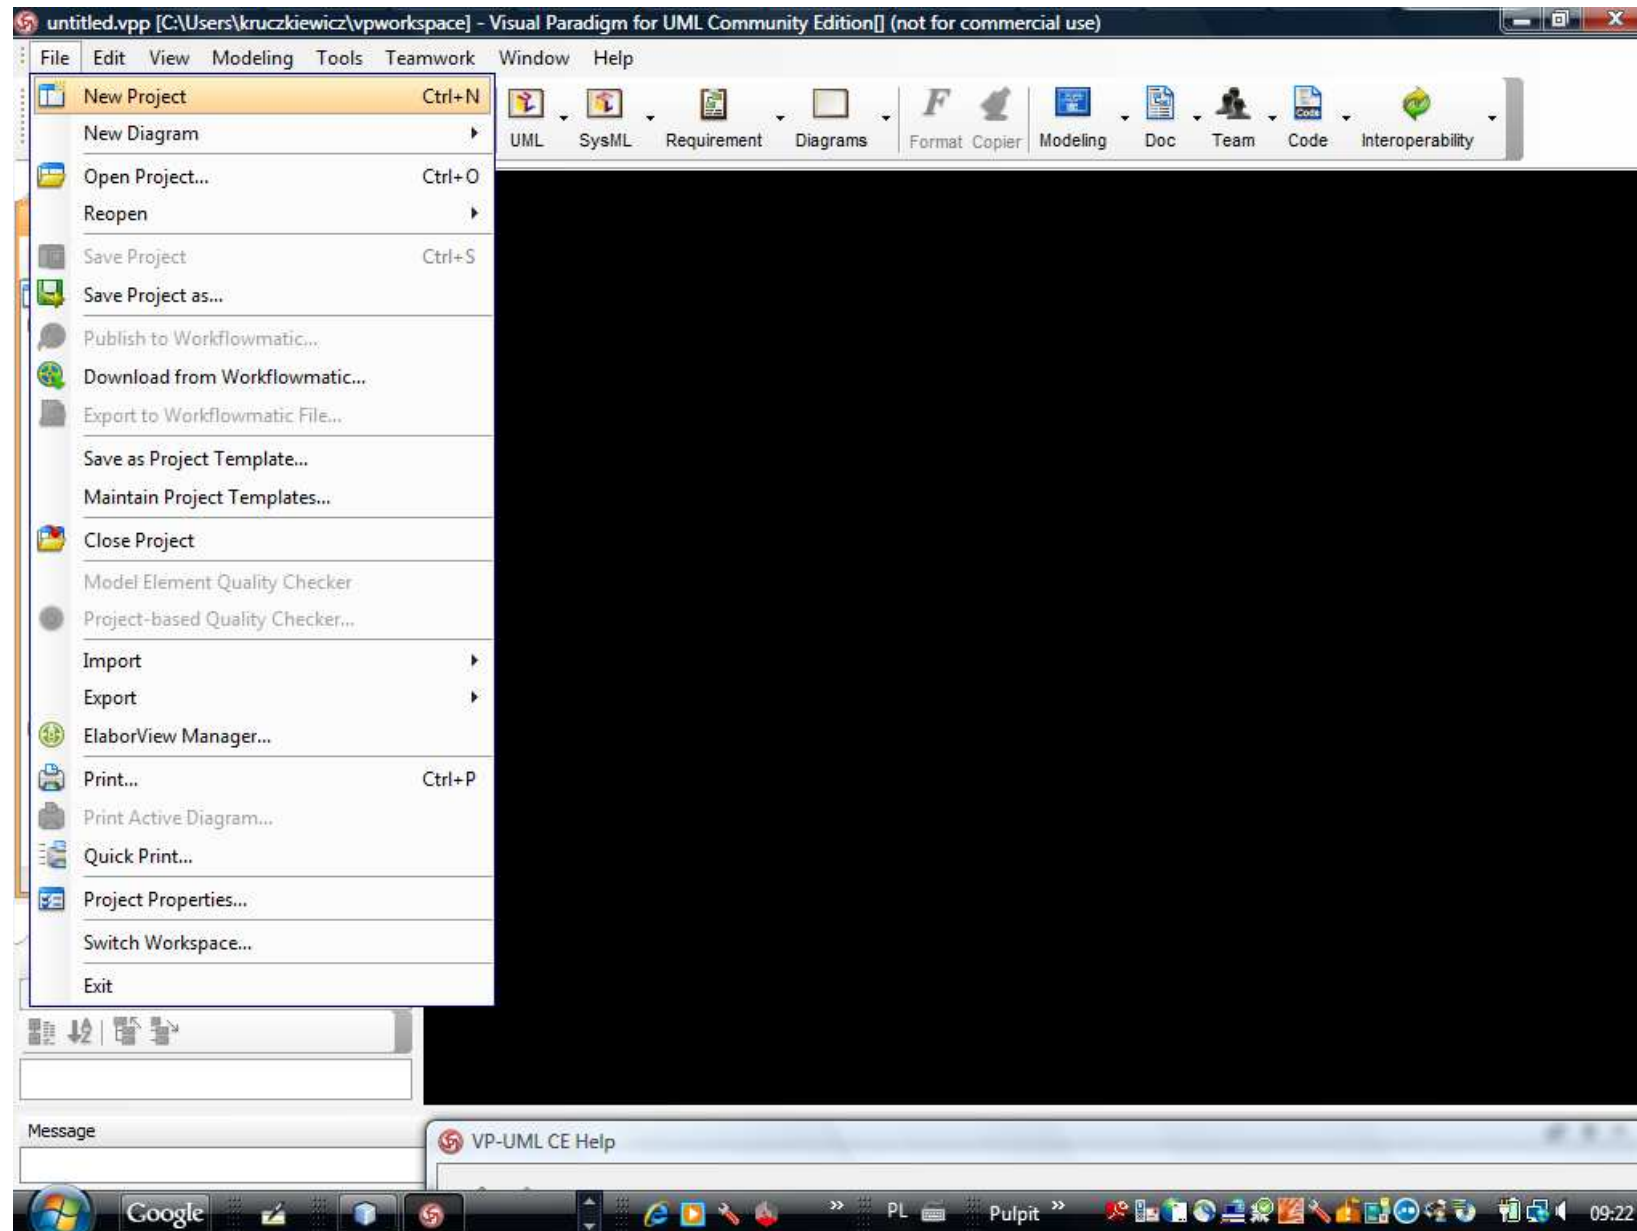 untitled.vpp [C:\Users\kruczkiewicz\vpworkspace] - Visual Paradigm for UML Community Edition[] (not for commercial use)
File Edit View Modeling Tools Teamwork Window Help
UML SysML Requirement Diagrams Format Copier Modeling Doc Team Code Interoperability
New Project Ctrl+N
New Diagram
Open Project... Ctrl+O
Reopen
Save Project Ctrl+S
Save Project as...
Publish to Workflowmatic...
Download from Workflowmatic...
Export to Workflowmatic File...
Save as Project Template...
Maintain Project Templates...
Close Project
Model Element Quality Checker
Project-based Quality Checker...
Import
Export
ElaborView Manager...
Print... Ctrl+P
Print Active Diagram...
Quick Print...
Project Properties...
Switch Workspace...
Exit
Message
VP-UML CE Help
Google PL Pulpit 09:22